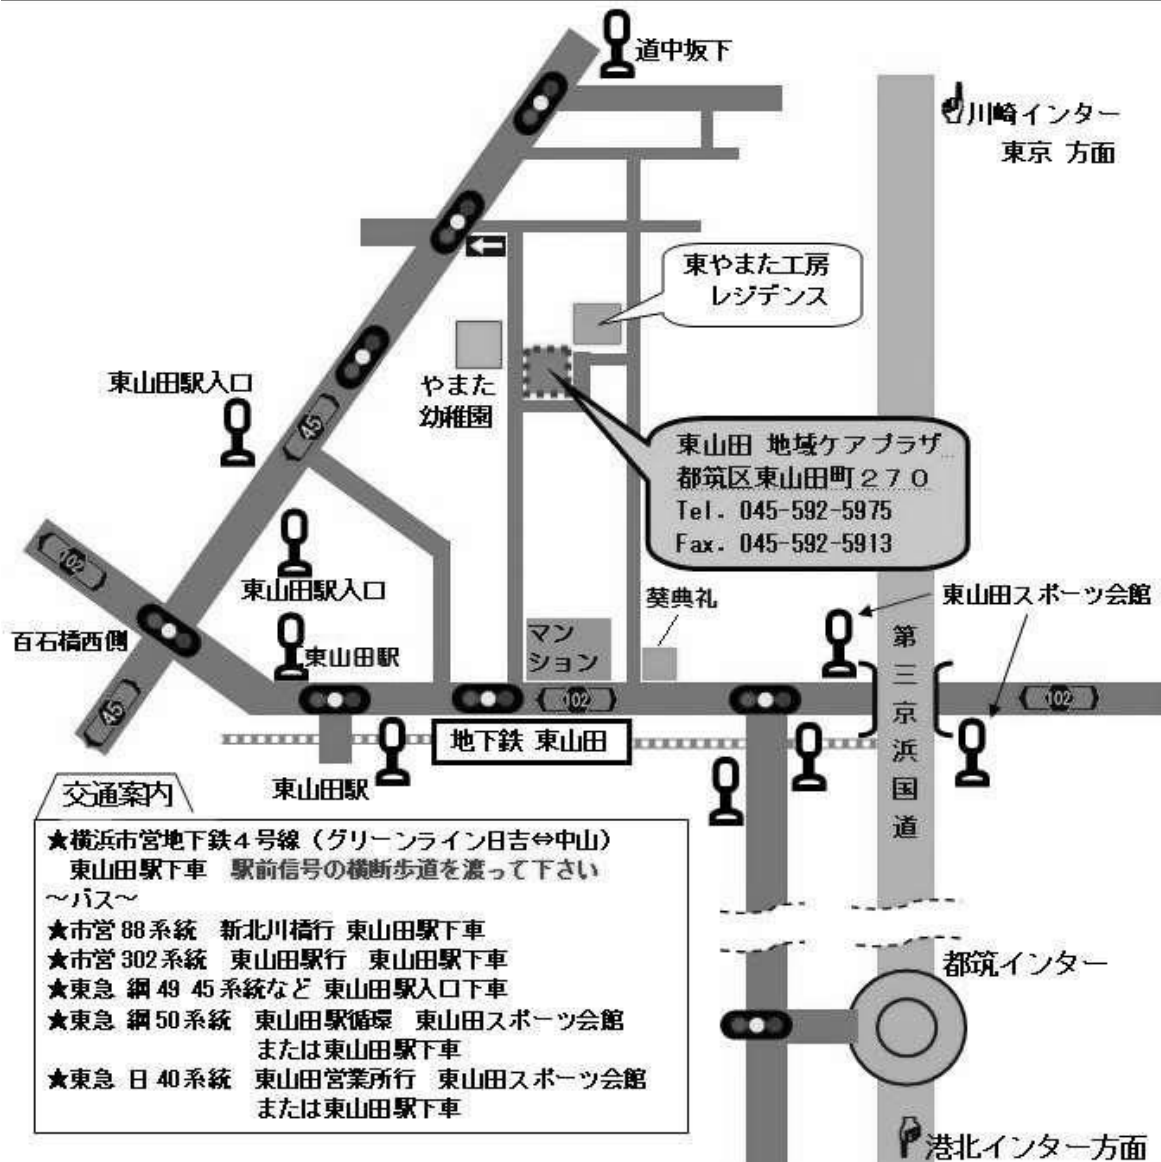 道中坂下
川崎インター
東京 方面
東やまた工房
レジデンス
東山田駅入口
やまた
幼稚園
45
東山田 地域ケアプラザ
都筑区東山田町２７０
Tel. 045-592-5975
Fax. 045-592-5913
102
東山田駅入口
葵典礼
東山田スポーツ会館
百石橋西側
東山田駅
マン
ション
102
102
45
第三京浜国道
地下鉄 東山田
東山田駅
交通案内
★横浜市営地下鉄４号線（グリーンライン日吉⇔中山）
東山田駅下車 駅前信号の横断歩道を渡って下さい
～バス～
★市営 88 系統 新北川橋行 東山田駅下車
★市営 302 系統 東山田駅行 東山田駅下車
★東急 綱 49 45 系統など 東山田駅入口下車
★東急 綱 50 系統 東山田駅循環 東山田スポーツ会館
または東山田駅下車
★東急 日 40 系統 東山田営業所行 東山田スポーツ会館
または東山田駅下車
都筑インター
港北インター方面